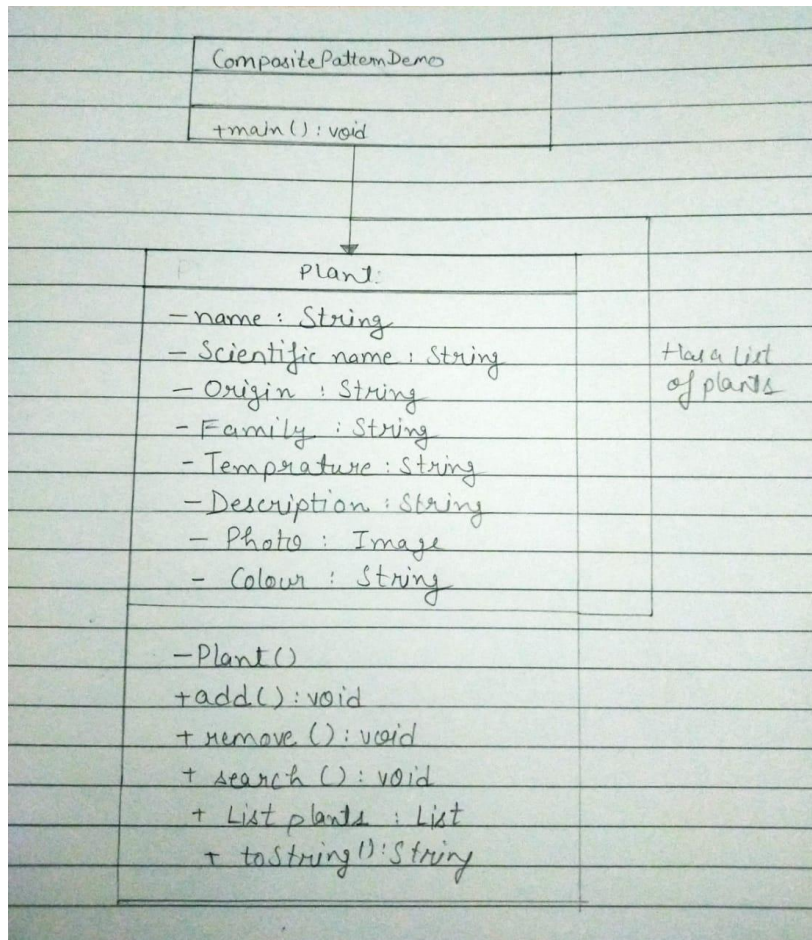 CompositePatternDemo
+main() : void
Plant:
- name : String
- Scientific name : String
- Origin : String
- Family : String
- Temprature : String
- Description : String
- Photo : Image
- Colour : String
Has a list
of plants
- Plant()
+add() : void
+ remove () : void
+ search () : void
+ List plants : List
+ toString() : String